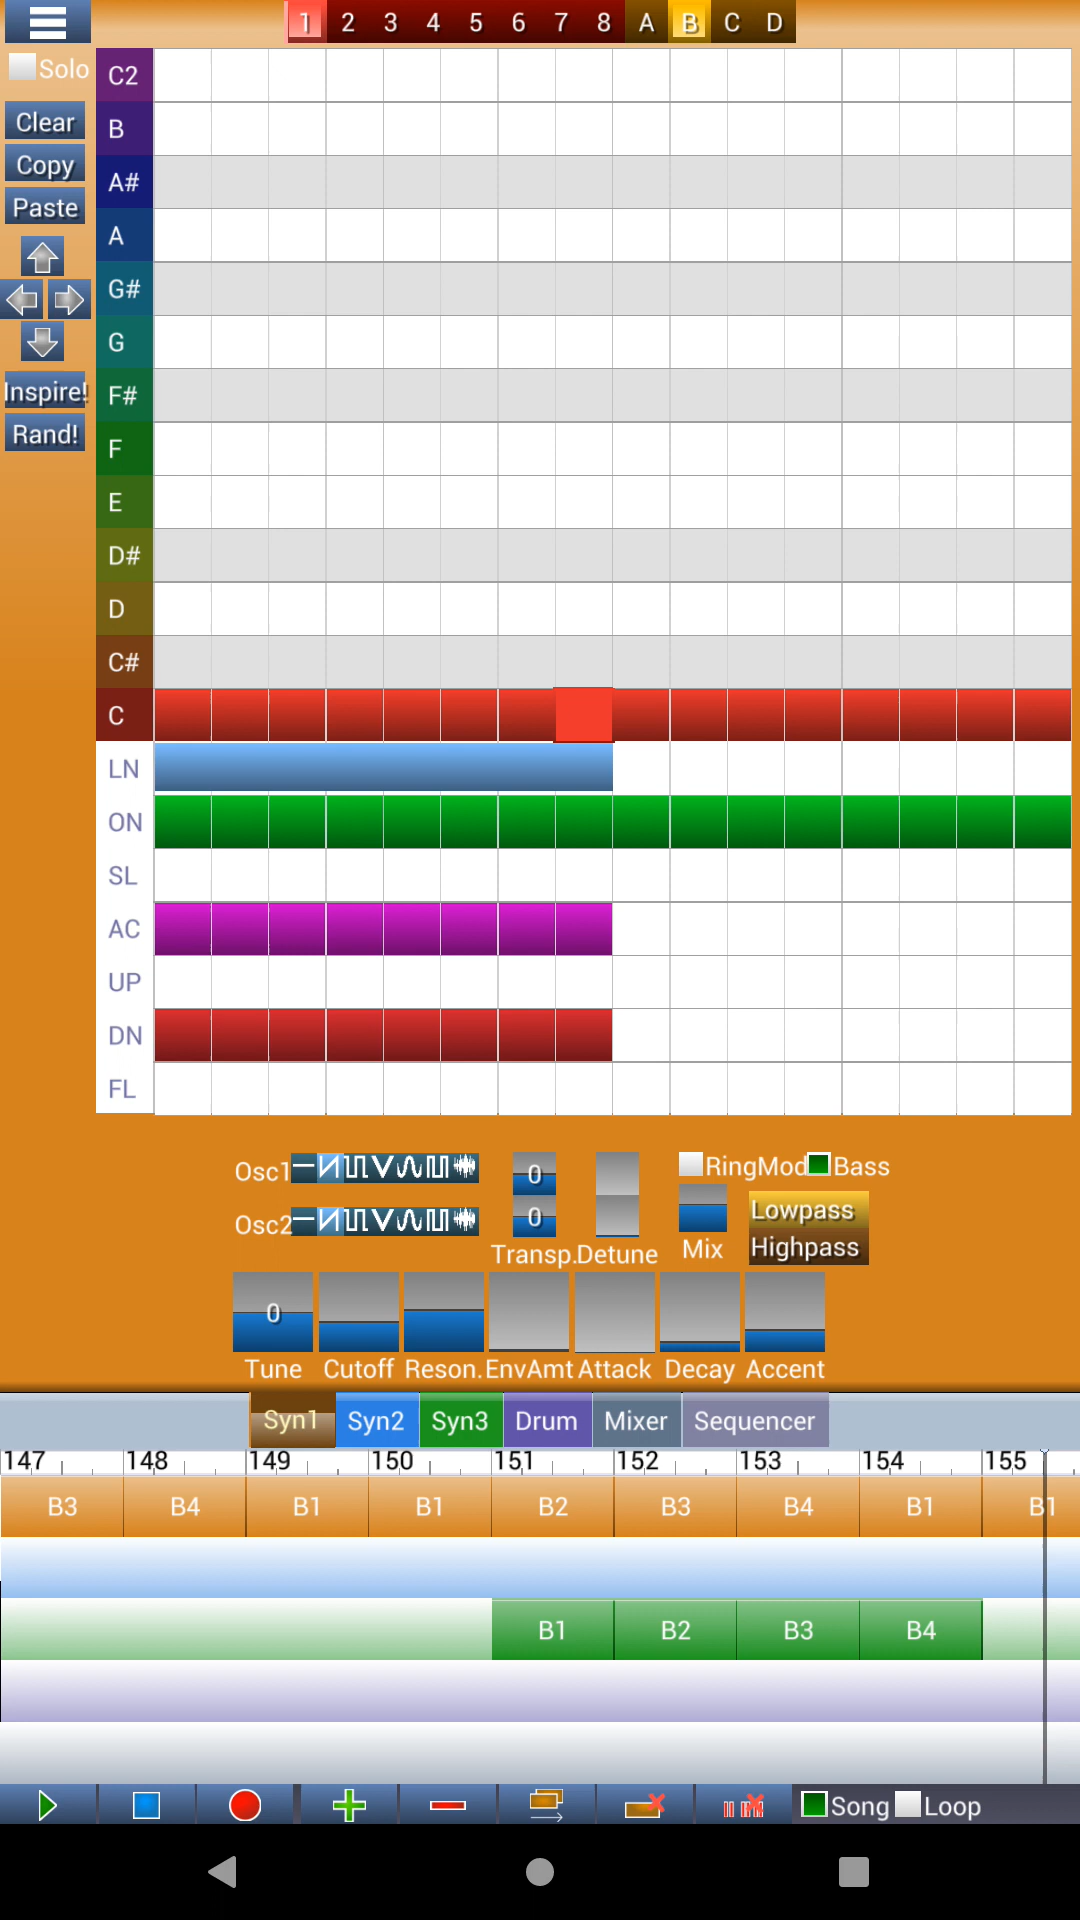 1 2 3 4 5 6 7 8 A B C D
Solo
Clear
Copy
Paste
Inspire!
Rand!
C2
B
A#
A
G#
G
F#
F
E
D#
D
C#
C
LN
ON
SL
AC
UP
DN
FL
Osc1 0 RingMod Bass
Osc2 0 Lowpass
Transp. Detune Mix Highpass
0
Tune Cutoff Reson. EnvAmt Attack Decay Accent
Syn1 Syn2 Syn3 Drum Mixer Sequencer
147 148 149 150 151 152 153 154 155
B3 B4 B1 B1 B2 B3 B4 B1 B1
B1 B2 B3 B4
Song Loop